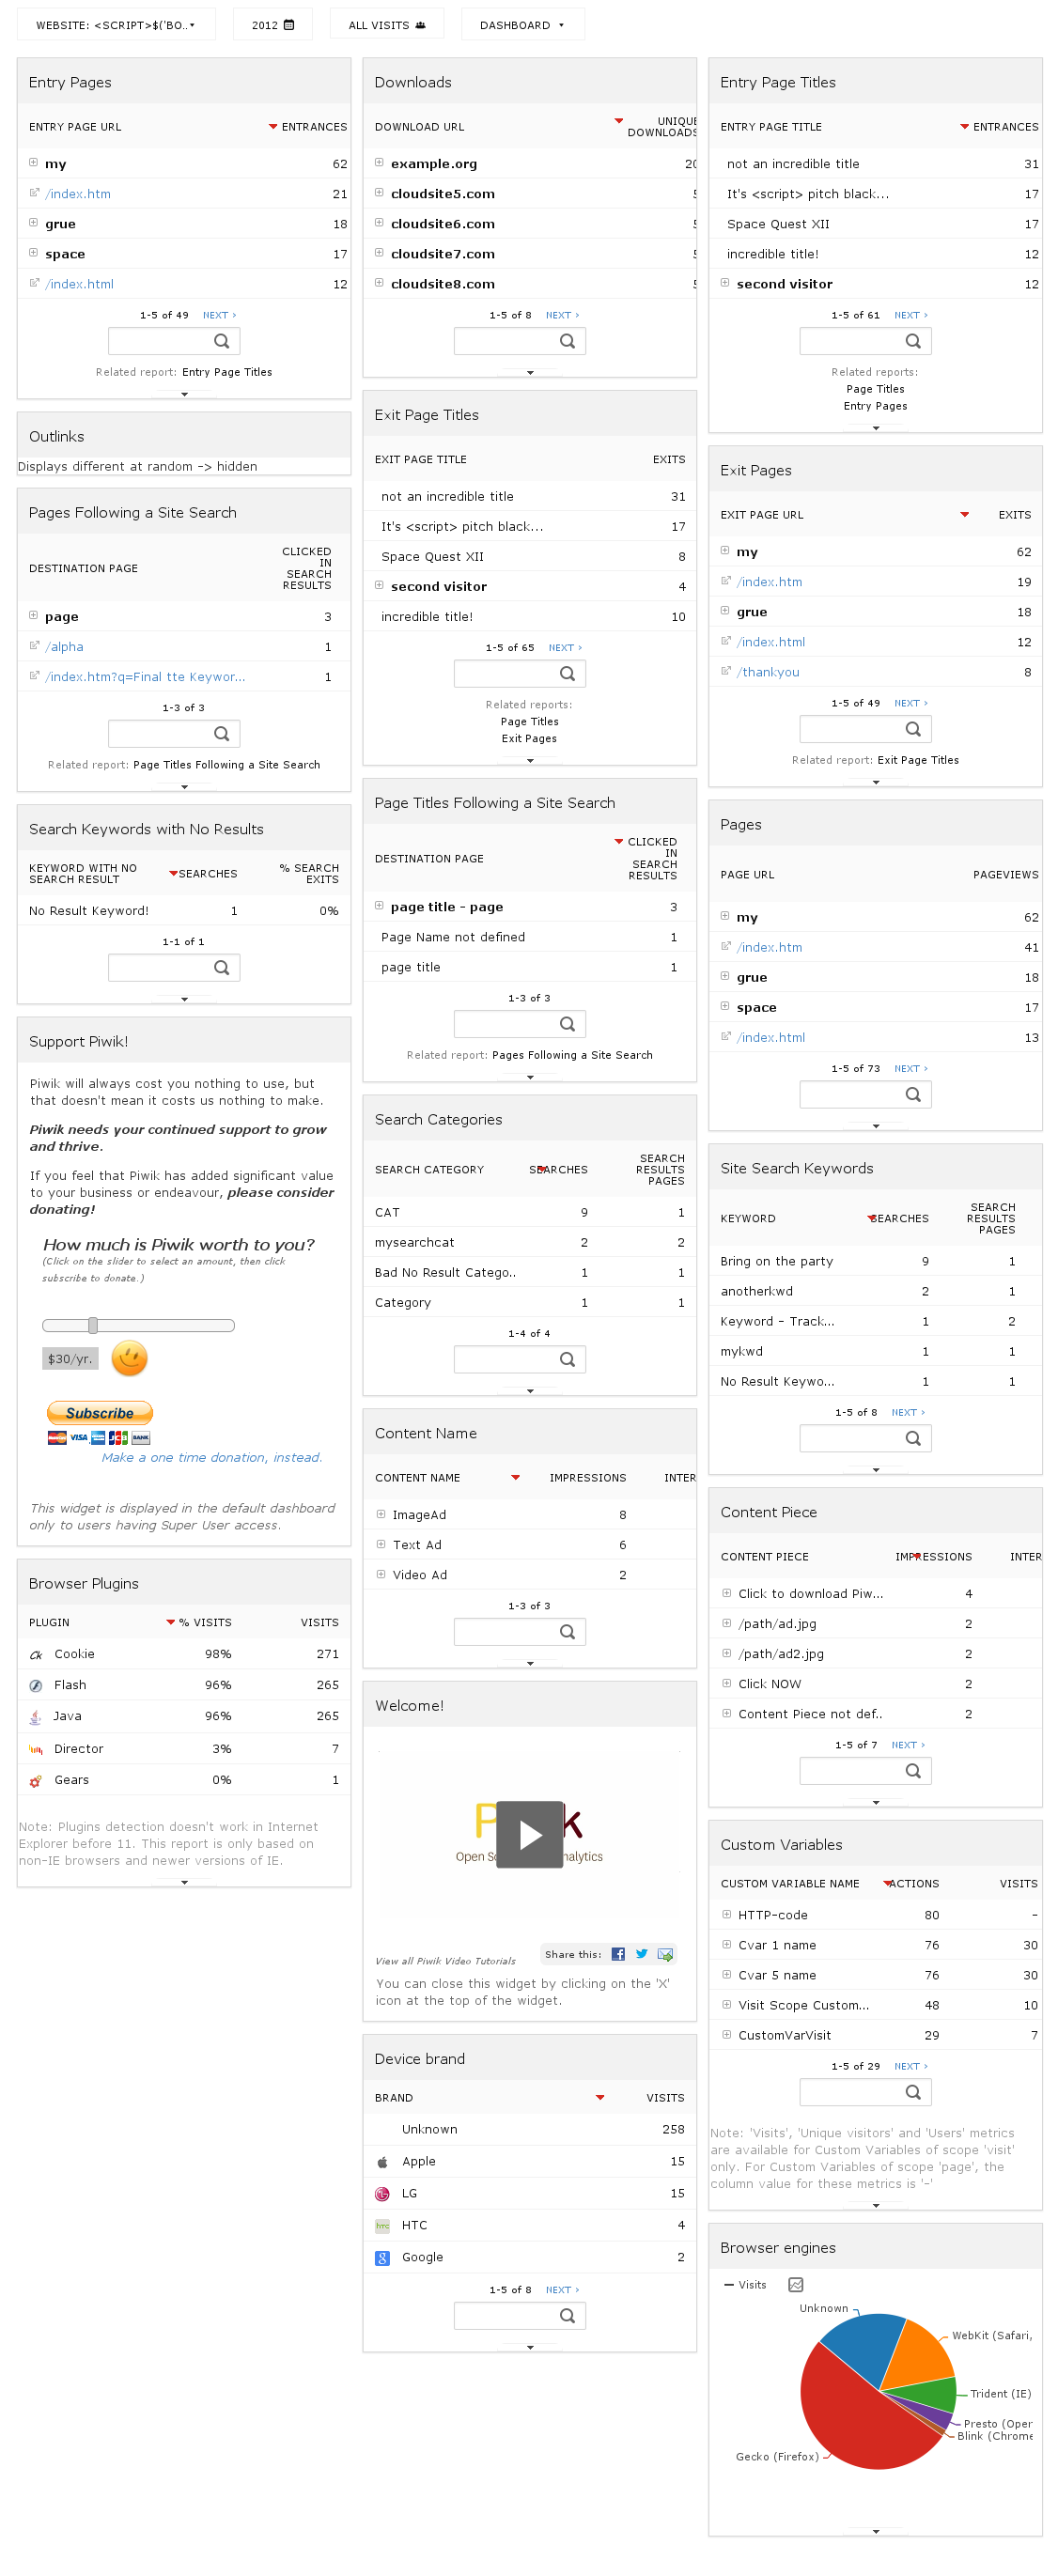 WEBSITE: <SCRIPT>$('BO..
2012
ALL VISITS
DASHBOARD
Entry Pages
ENTRY PAGE URL ENTRANCES
my 62
/index.htm 21
grue 18
space 17
/index.html 12
1-5 of 49 NEXT ›
Related report: Entry Page Titles
Outlinks
Displays different at random -> hidden
Pages Following a Site Search
DESTINATION PAGE CLICKED
IN
SEARCH
RESULTS
page 3
/alpha 1
/index.htm?q=Final tte Keywor... 1
1-3 of 3
Related report: Page Titles Following a Site Search
Search Keywords with No Results
KEYWORD WITH NO SEARCHES % SEARCH
SEARCH RESULT EXITS
No Result Keyword! 1 0%
1-1 of 1
Support Piwik!
Piwik will always cost you nothing to use, but
that doesn't mean it costs us nothing to make.
Piwik needs your continued support to grow
and thrive.
If you feel that Piwik has added significant value
to your business or endeavour, please consider
donating!
How much is Piwik worth to you?
(Click on the slider to select an amount, then click
subscribe to donate.)
$30/yr.
Subscribe
VISA JCB BANK
Make a one time donation, instead.
This widget is displayed in the default dashboard
only to users having Super User access.
Browser Plugins
PLUGIN % VISITS VISITS
Cookie 98% 271
Flash 96% 265
Java 96% 265
Director 3% 7
Gears 0% 1
Note: Plugins detection doesn't work in Internet
Explorer before 11. This report is only based on
non-IE browsers and newer versions of IE.
Downloads
DOWNLOAD URL UNIQUE
DOWNLOADS
example.org 20
cloudsite5.com 5
cloudsite6.com 5
cloudsite7.com 5
cloudsite8.com 5
1-5 of 8 NEXT ›
Exit Page Titles
EXIT PAGE TITLE EXITS
not an incredible title 31
It's <script> pitch black... 17
Space Quest XII 8
second visitor 4
incredible title! 10
1-5 of 65 NEXT ›
Related reports:
Page Titles
Exit Pages
Page Titles Following a Site Search
DESTINATION PAGE CLICKED
IN
SEARCH
RESULTS
page title - page 3
Page Name not defined 1
page title 1
1-3 of 3
Related report: Pages Following a Site Search
Search Categories
SEARCH CATEGORY SEARCHES SEARCH
RESULTS
PAGES
CAT 9 1
mysearchcat 2 2
Bad No Result Catego.. 1 1
Category 1 1
1-4 of 4
Content Name
CONTENT NAME IMPRESSIONS INTER
ImageAd 8
Text Ad 6
Video Ad 2
1-3 of 3
Welcome!
P k
Open Sc nalytics
View all Piwik Video Tutorials Share this:
You can close this widget by clicking on the 'X'
icon at the top of the widget.
Device brand
BRAND VISITS
Unknown 258
Apple 15
LG 15
HTC 4
Google 2
1-5 of 8 NEXT ›
Entry Page Titles
ENTRY PAGE TITLE ENTRANCES
not an incredible title 31
It's <script> pitch black... 17
Space Quest XII 17
incredible title! 12
second visitor 12
1-5 of 61 NEXT ›
Related reports:
Page Titles
Entry Pages
Exit Pages
EXIT PAGE URL EXITS
my 62
/index.htm 19
grue 18
/index.html 12
/thankyou 8
1-5 of 49 NEXT ›
Related report: Exit Page Titles
Pages
PAGE URL PAGEVIEWS
my 62
/index.htm 41
grue 18
space 17
/index.html 13
1-5 of 73 NEXT ›
Site Search Keywords
KEYWORD SEARCHES SEARCH
RESULTS
PAGES
Bring on the party 9 1
anotherkwd 2 1
Keyword - Track... 1 2
mykwd 1 1
No Result Keywo... 1 1
1-5 of 8 NEXT ›
Content Piece
CONTENT PIECE IMPRESSIONS INTER
Click to download Piw... 4
/path/ad.jpg 2
/path/ad2.jpg 2
Click NOW 2
Content Piece not def.. 2
1-5 of 7 NEXT ›
Custom Variables
CUSTOM VARIABLE NAME ACTIONS VISITS
HTTP-code 80 -
Cvar 1 name 76 30
Cvar 5 name 76 30
Visit Scope Custom... 48 10
CustomVarVisit 29 7
1-5 of 29 NEXT ›
Note: 'Visits', 'Unique visitors' and 'Users' metrics
are available for Custom Variables of scope 'visit'
only. For Custom Variables of scope 'page', the
column value for these metrics is '-'
Browser engines
Visits
Unknown
WebKit (Safari,
Trident (IE)
Presto (Oper
Blink (Chrome
Gecko (Firefox)